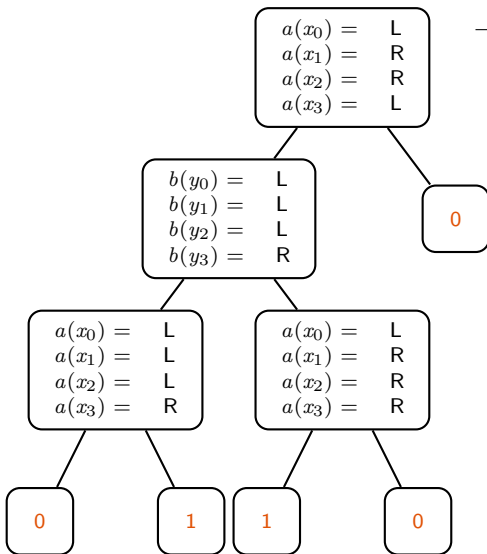 a(x₀) = L
a(x₁) = R
a(x₂) = R
a(x₃) = L
b(y₀) = L
b(y₁) = L
b(y₂) = L
b(y₃) = R
0
a(x₀) = L
a(x₁) = L
a(x₂) = L
a(x₃) = R
a(x₀) = L
a(x₁) = R
a(x₂) = R
a(x₃) = R
0
1
1
0